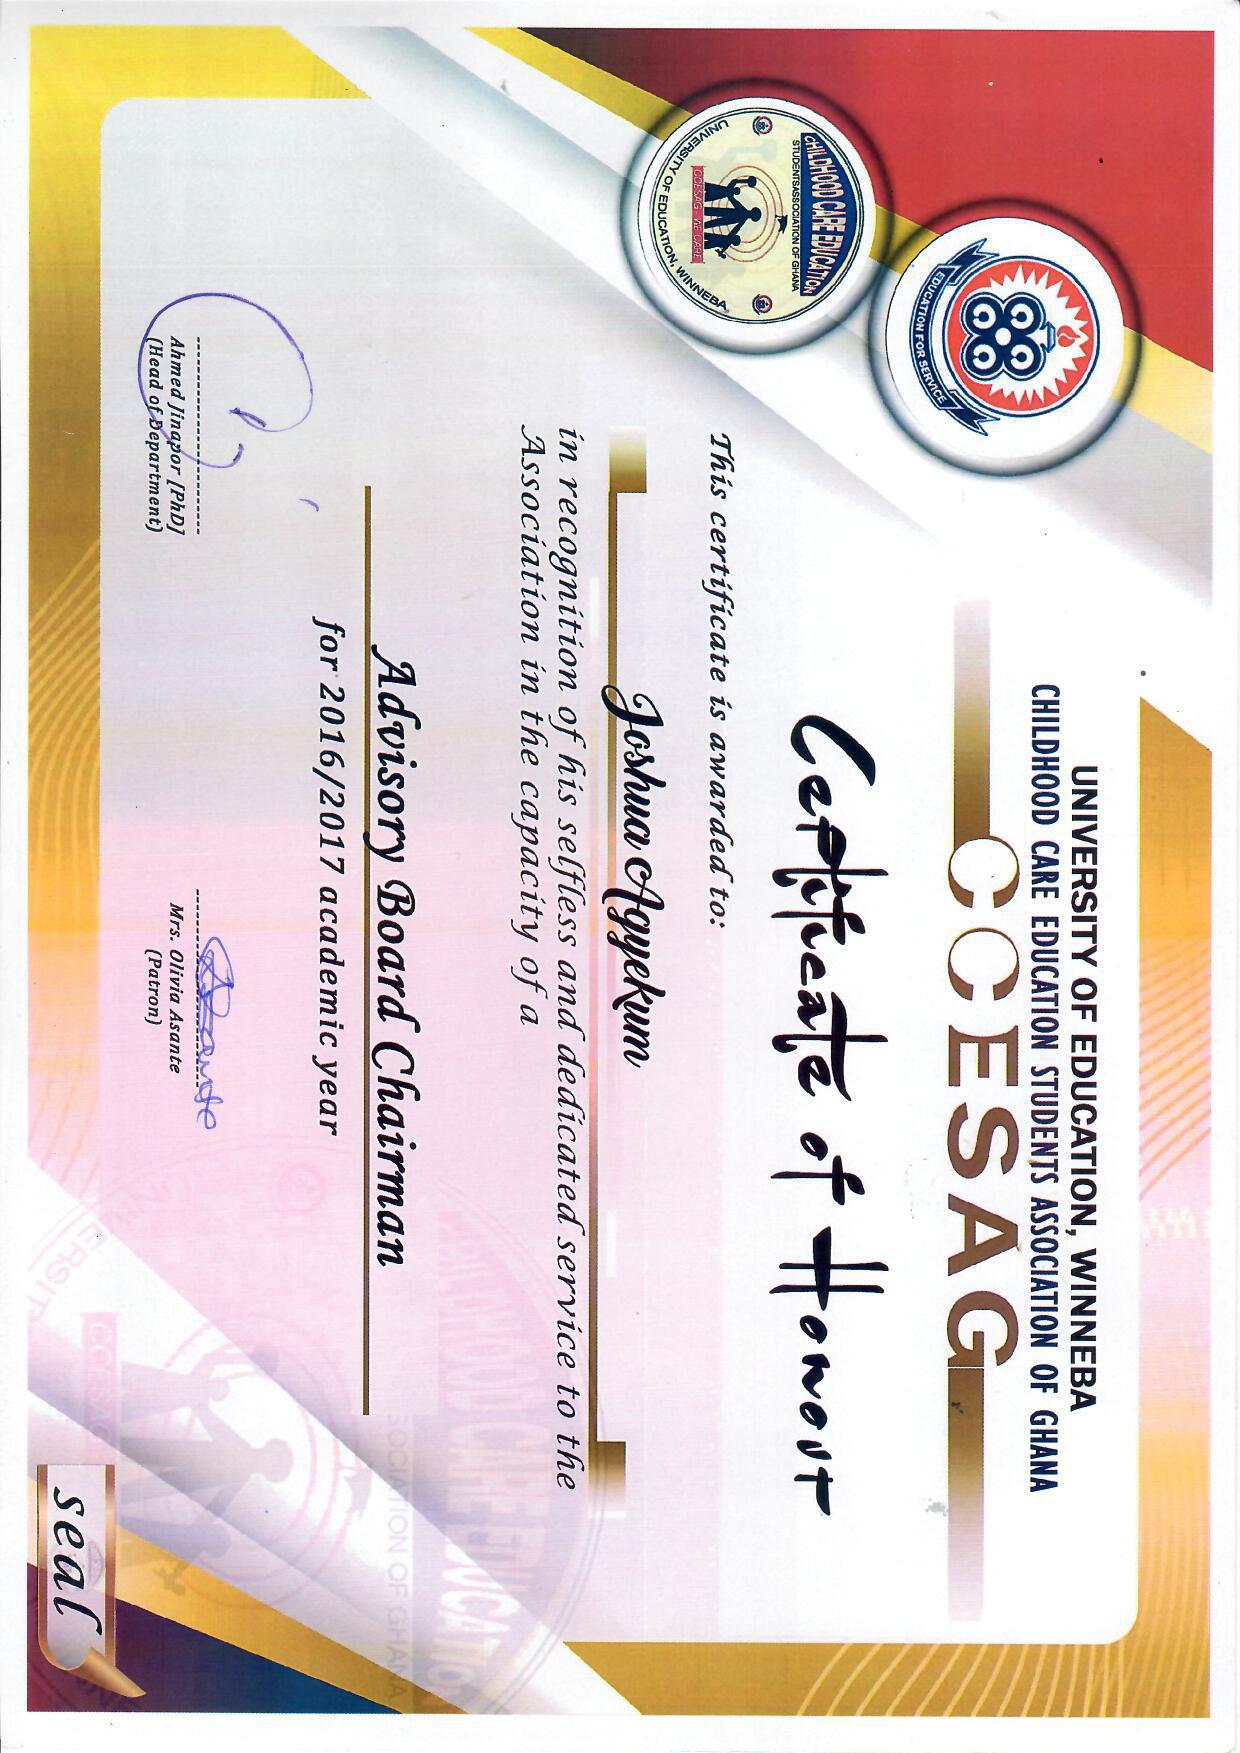 UNIVERSITY OF EDUCATION, WINNEBA
CHILDHOOD CARE EDUCATION STUDENTS ASSOCIATION OF GHANA
CCESAG
EDUCATION FOR SERVICE
CHILDHOOD CARE EDUCATION
STUDENTS ASSOCIATION OF GHANA
CCESAG - WE CARE
UNIVERSITY OF EDUCATION, WINNEBA
Certificate of Honour
This certificate is awarded to:
Joshua Agyekum
in recognition of his selfless and dedicated service to the
Association in the capacity of a
Advisory Board Chairman
for 2016/2017 academic year
Ahmed Jinapor [PhD]
(Head of Department)
Mrs. Olivia Asante
(Patron)
seal